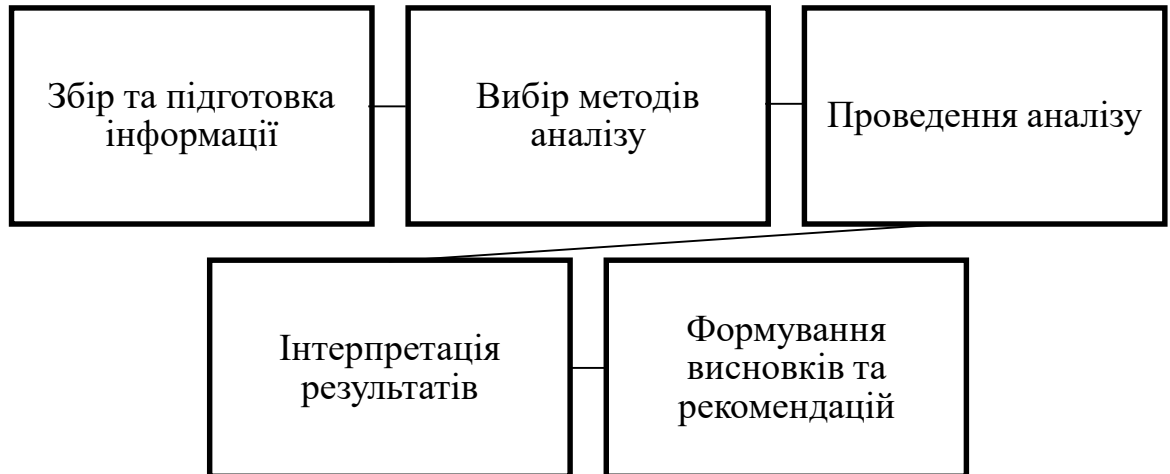 Збір та підготовка
інформації
Вибір методів
аналізу
Проведення аналізу
Інтерпретація
результатів
Формування
висновків та
рекомендацій